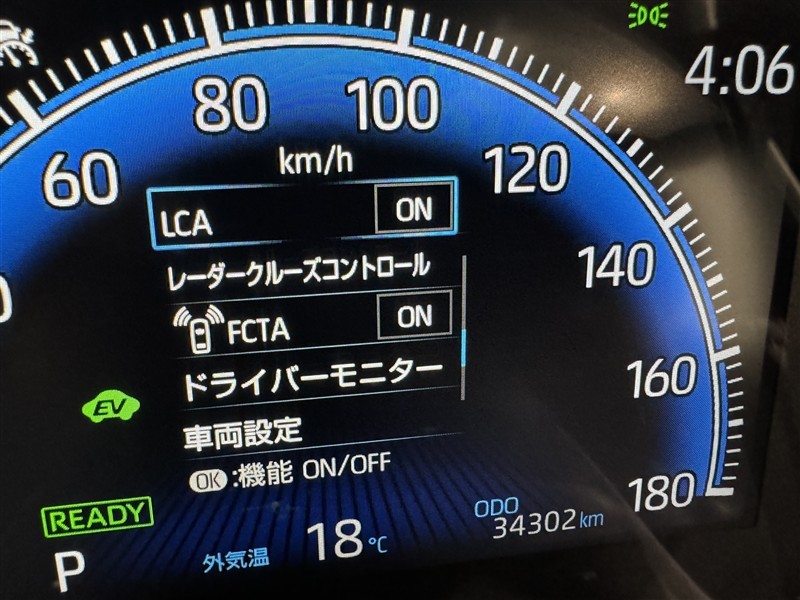 4:06
80
100
60
km/h
120
LCA ON
レーダークルーズコントロール
140
FCTA ON
ドライバーモニター
160
EV
車両設定
OK:機能 ON/OFF
180
READY
ODO
34302km
P
外気温 18℃